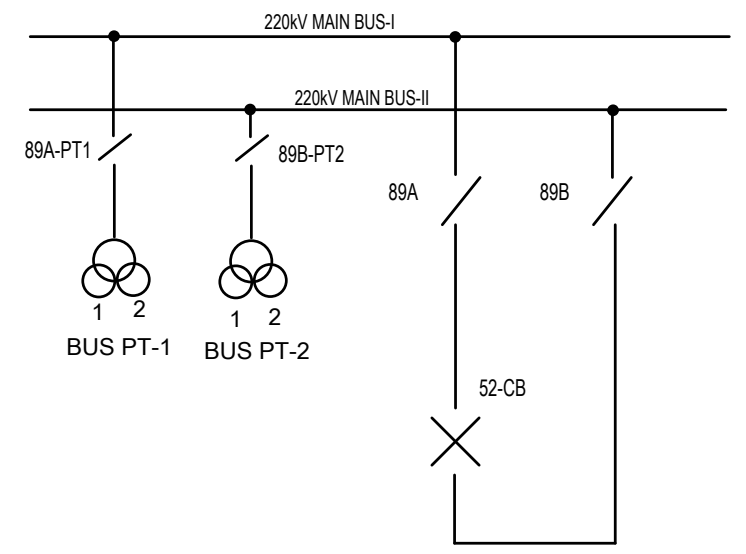 220kV MAIN BUS-I
220kV MAIN BUS-II
89A-PT1
89B-PT2
89A
89B
1 2
1 2
BUS PT-1
BUS PT-2
52-CB